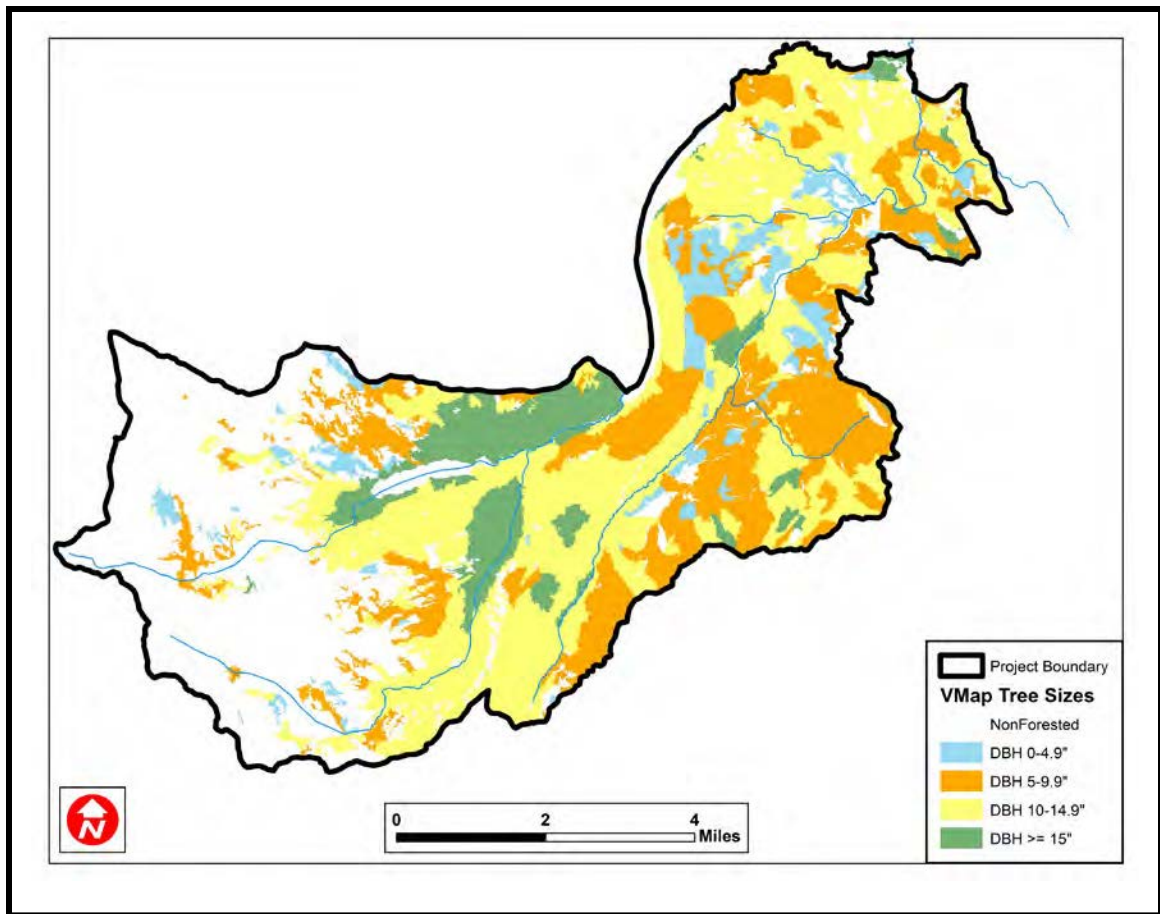 Project Boundary
VMap Tree Sizes
NonForested
DBH 0-4.9"
DBH 5-9.9"
DBH 10-14.9"
DBH >= 15"
N
0 2 4
Miles